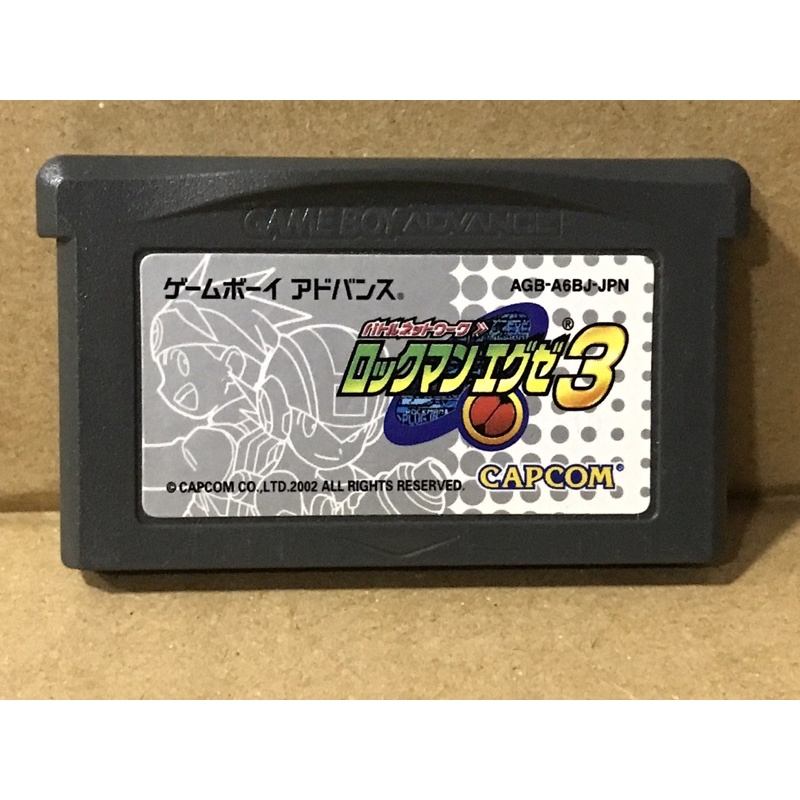 GAME BOY ADVANCE
ゲームボーイ アドバンス®
AGB-A6BJ-JPN
バトルネットワーク
ロックマンエグゼ®3
CAPCOM®
© CAPCOM CO.,LTD.2002 ALL RIGHTS RESERVED.